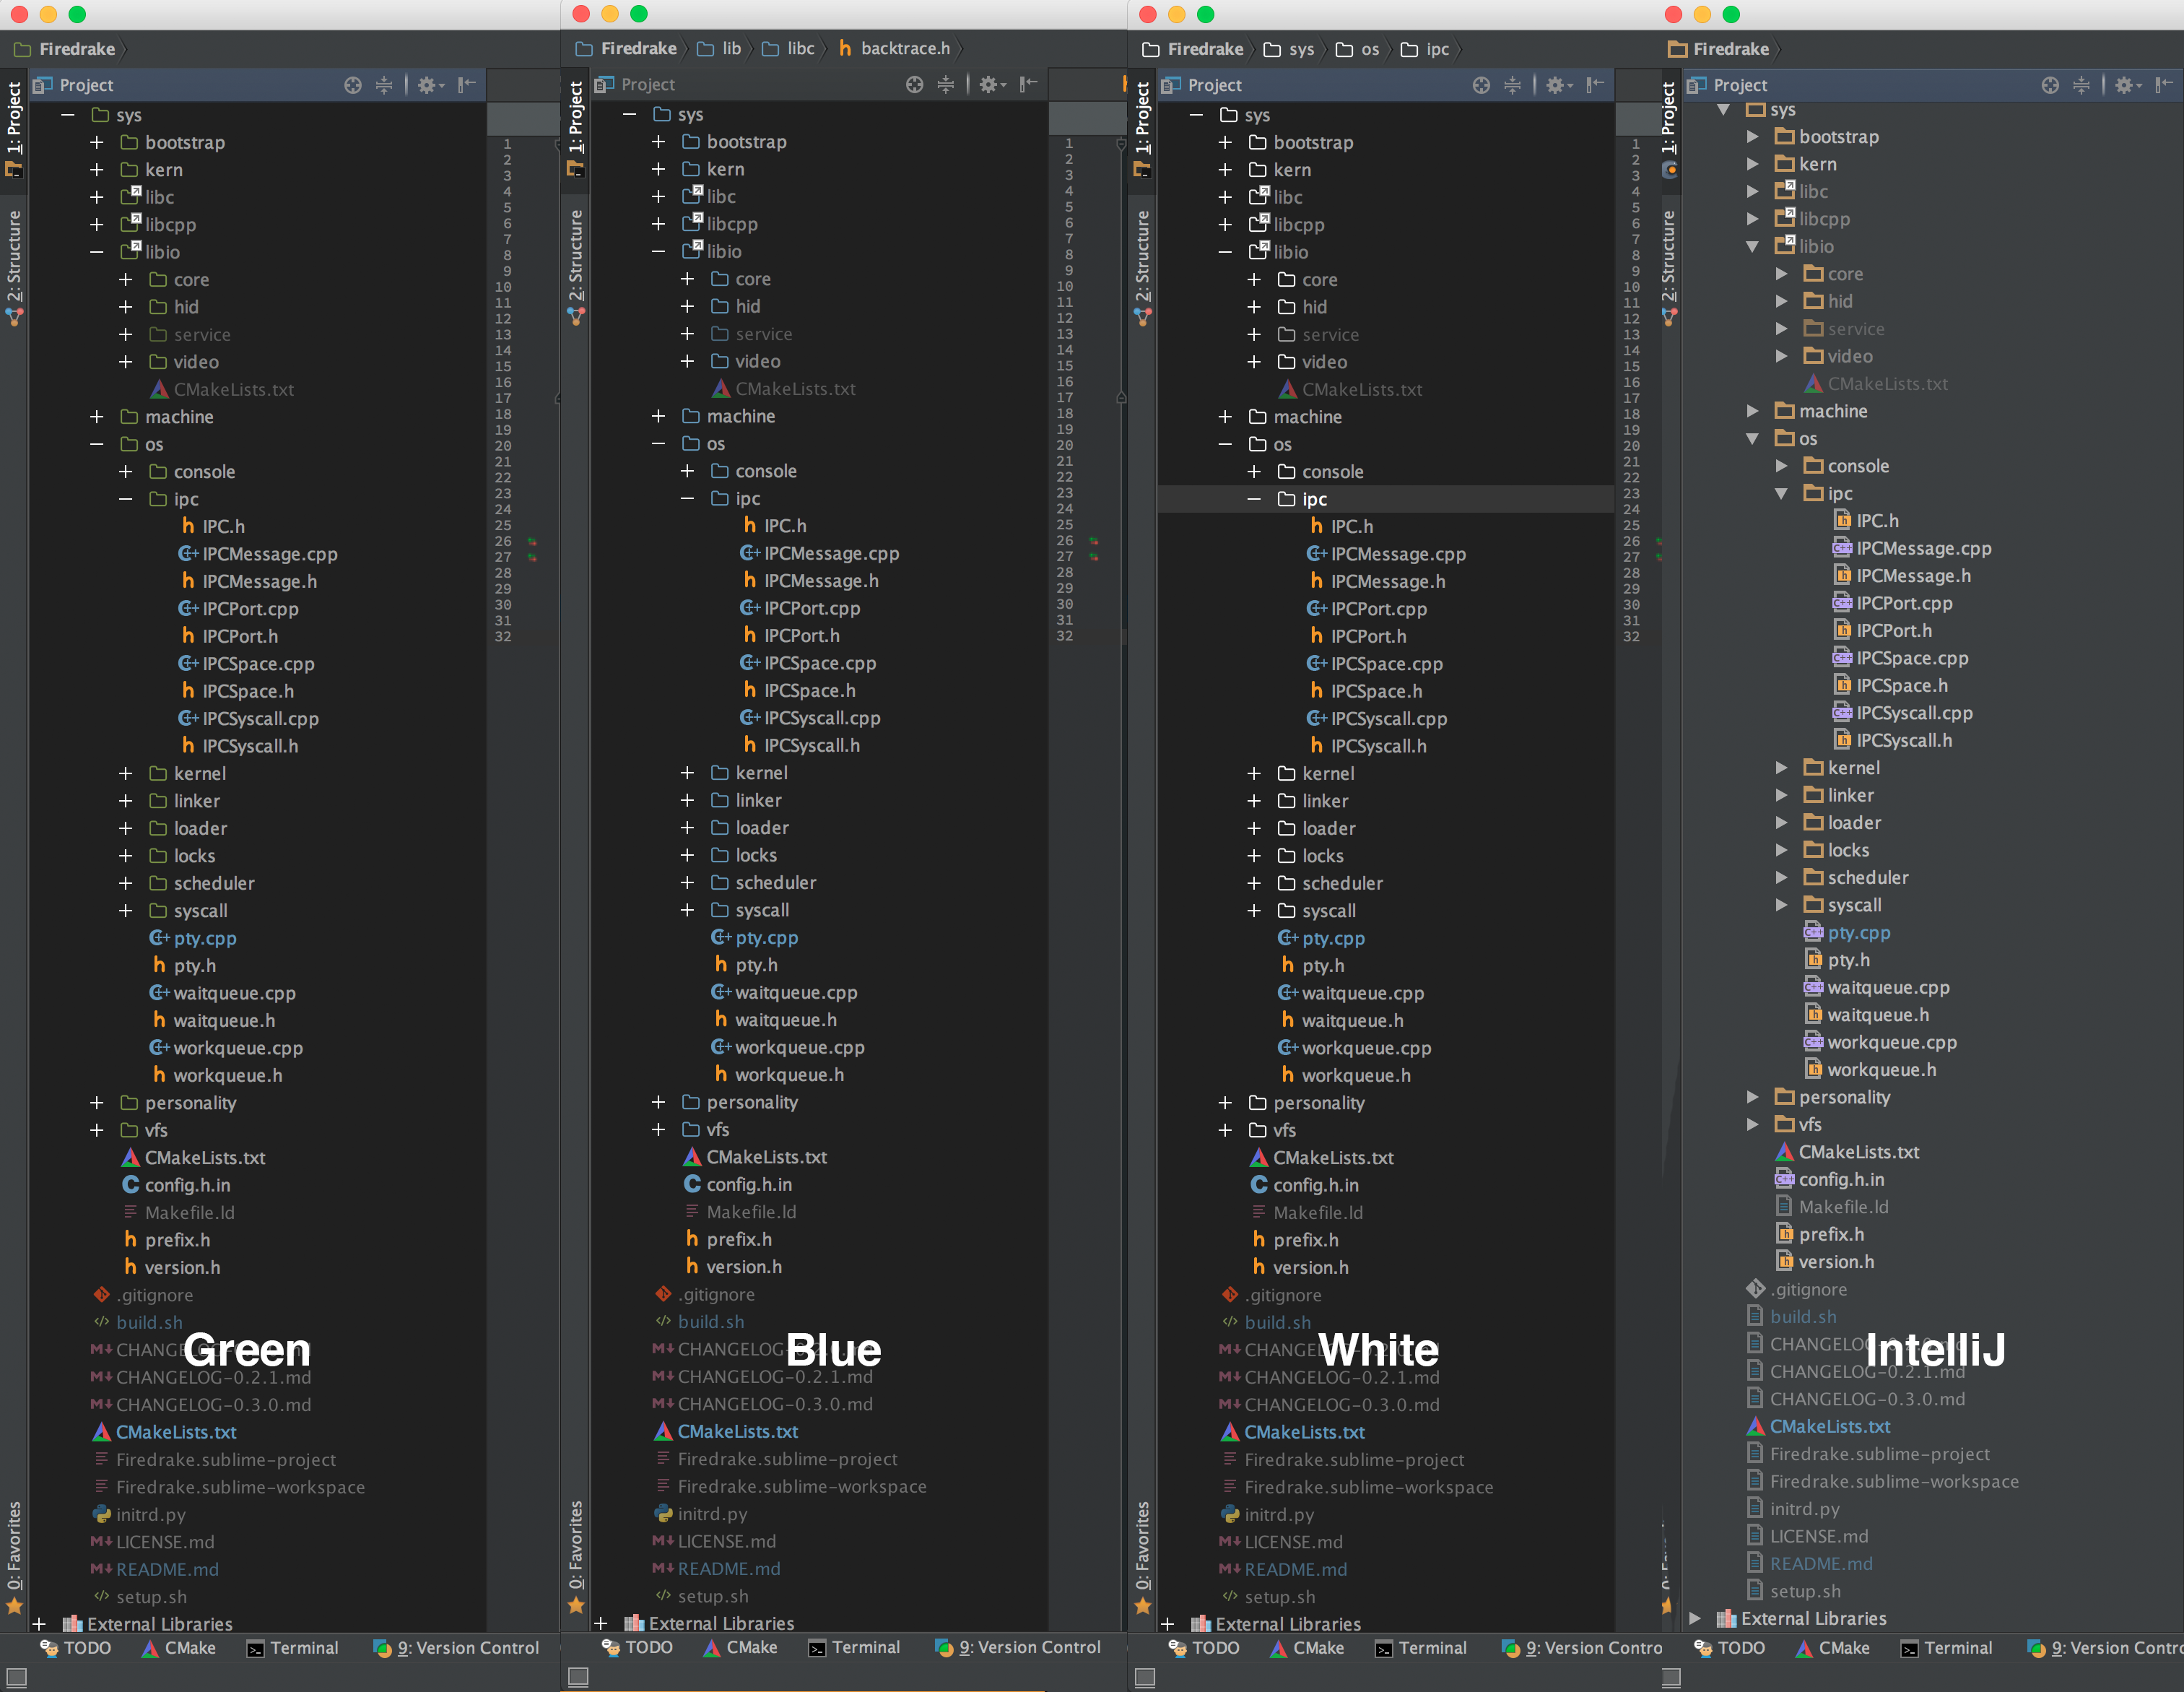 Firedrake
1: Project
2: Structure
0: Favorites
Project
sys
bootstrap
kern
libc
libcpp
libio
core
hid
service
video
CMakeLists.txt
machine
os
console
ipc
IPC.h
IPCMessage.cpp
IPCMessage.h
IPCPort.cpp
IPCPort.h
IPCSpace.cpp
IPCSpace.h
IPCSyscall.cpp
IPCSyscall.h
kernel
linker
loader
locks
scheduler
syscall
pty.cpp
pty.h
waitqueue.cpp
waitqueue.h
workqueue.cpp
workqueue.h
personality
vfs
CMakeLists.txt
config.h.in
Makefile.ld
prefix.h
version.h
.gitignore
build.sh
Green
CHANGELOG-0.2.1.md
CHANGELOG-0.3.0.md
CMakeLists.txt
Firedrake.sublime-project
Firedrake.sublime-workspace
initrd.py
LICENSE.md
README.md
setup.sh
External Libraries
1
2
3
4
5
6
7
8
9
10
11
12
13
14
15
16
17
18
19
20
21
22
23
24
25
26
27
28
29
30
31
32
TODO CMake Terminal 9: Version Control
Firedrake lib libc backtrace.h
1: Project
2: Structure
0: Favorites
Project
sys
bootstrap
kern
libc
libcpp
libio
core
hid
service
video
CMakeLists.txt
machine
os
console
ipc
IPC.h
IPCMessage.cpp
IPCMessage.h
IPCPort.cpp
IPCPort.h
IPCSpace.cpp
IPCSpace.h
IPCSyscall.cpp
IPCSyscall.h
kernel
linker
loader
locks
scheduler
syscall
pty.cpp
pty.h
waitqueue.cpp
waitqueue.h
workqueue.cpp
workqueue.h
personality
vfs
CMakeLists.txt
config.h.in
Makefile.ld
prefix.h
version.h
.gitignore
build.sh
Blue
CHANGELOG-0.2.1.md
CHANGELOG-0.3.0.md
CMakeLists.txt
Firedrake.sublime-project
Firedrake.sublime-workspace
initrd.py
LICENSE.md
README.md
setup.sh
External Libraries
1
2
3
4
5
6
7
8
9
10
11
12
13
14
15
16
17
18
19
20
21
22
23
24
25
26
27
28
29
30
31
32
TODO CMake Terminal 9: Version Control
Firedrake sys os ipc
1: Project
2: Structure
0: Favorites
Project
sys
bootstrap
kern
libc
libcpp
libio
core
hid
service
video
CMakeLists.txt
machine
os
console
ipc
IPC.h
IPCMessage.cpp
IPCMessage.h
IPCPort.cpp
IPCPort.h
IPCSpace.cpp
IPCSpace.h
IPCSyscall.cpp
IPCSyscall.h
kernel
linker
loader
locks
scheduler
syscall
pty.cpp
pty.h
waitqueue.cpp
waitqueue.h
workqueue.cpp
workqueue.h
personality
vfs
CMakeLists.txt
config.h.in
Makefile.ld
prefix.h
version.h
.gitignore
build.sh
White
CHANGELOG-0.2.1.md
CHANGELOG-0.3.0.md
CMakeLists.txt
Firedrake.sublime-project
Firedrake.sublime-workspace
initrd.py
LICENSE.md
README.md
setup.sh
External Libraries
1
2
3
4
5
6
7
8
9
10
11
12
13
14
15
16
17
18
19
20
21
22
23
24
25
26
27
28
29
30
31
32
TODO CMake Terminal 9: Version Contro
Firedrake
1: Project
2: Structure
Project
sys
bootstrap
kern
libc
libcpp
libio
core
hid
service
video
CMakeLists.txt
machine
os
console
ipc
IPC.h
IPCMessage.cpp
IPCMessage.h
IPCPort.cpp
IPCPort.h
IPCSpace.cpp
IPCSpace.h
IPCSyscall.cpp
IPCSyscall.h
kernel
linker
loader
locks
scheduler
syscall
pty.cpp
pty.h
waitqueue.cpp
waitqueue.h
workqueue.cpp
workqueue.h
personality
vfs
CMakeLists.txt
config.h.in
Makefile.ld
prefix.h
version.h
.gitignore
build.sh
IntelliJ
CHANGELOG-0.2.1.md
CHANGELOG-0.3.0.md
CMakeLists.txt
Firedrake.sublime-project
Firedrake.sublime-workspace
initrd.py
LICENSE.md
README.md
setup.sh
External Libraries
TODO CMake Terminal 9: Version Contr